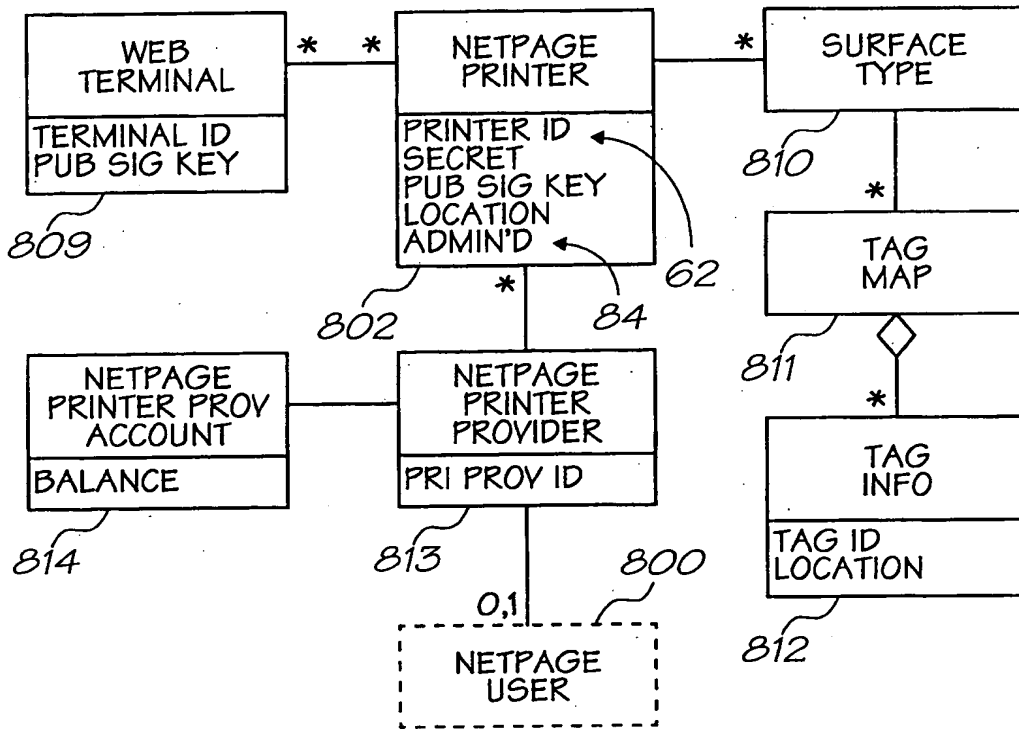 WEB
TERMINAL
TERMINAL ID
PUB SIG KEY
809
*
*
NETPAGE
PRINTER
PRINTER ID
SECRET
PUB SIG KEY
LOCATION
ADMIN'D
802
62
84
*
*
SURFACE
TYPE
810
*
TAG
MAP
811
*
TAG
INFO
TAG ID
LOCATION
812
NETPAGE
PRINTER PROV
ACCOUNT
BALANCE
814
NETPAGE
PRINTER
PROVIDER
PRI PROV ID
813
800
0,1
NETPAGE
USER